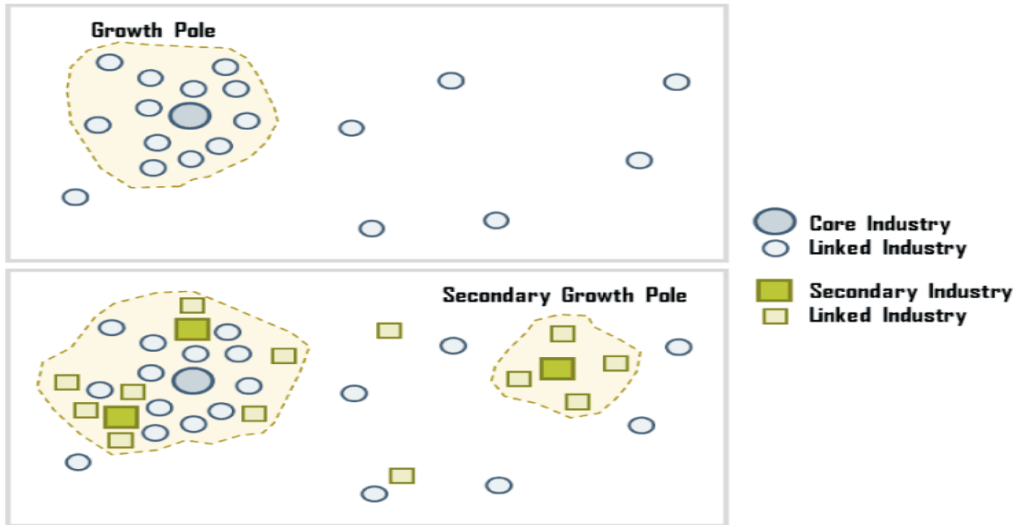 Growth Pole
Core Industry
Linked Industry
Secondary Growth Pole
Secondary Industry
Linked Industry